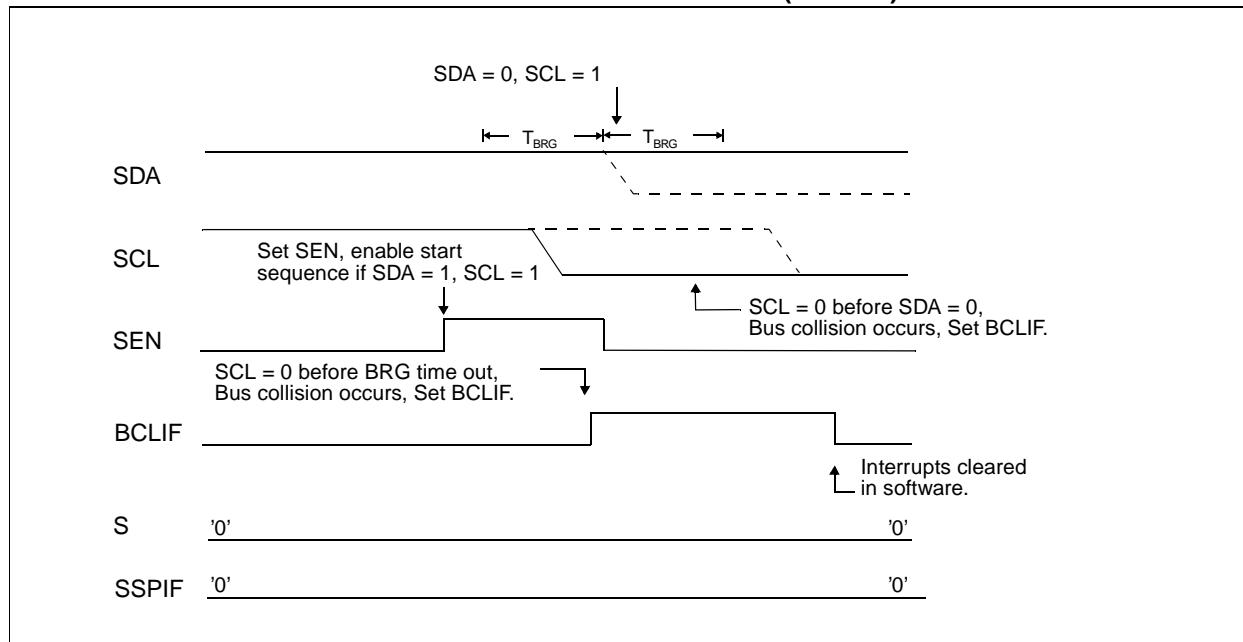 SDA = 0, SCL = 1
TBRG TBRG
SDA
SCL
Set SEN, enable start
sequence if SDA = 1, SCL = 1
SCL = 0 before SDA = 0,
Bus collision occurs, Set BCLIF.
SEN
SCL = 0 before BRG time out,
Bus collision occurs, Set BCLIF.
BCLIF
Interrupts cleared
in software.
S '0' '0'
SSPIF '0' '0'